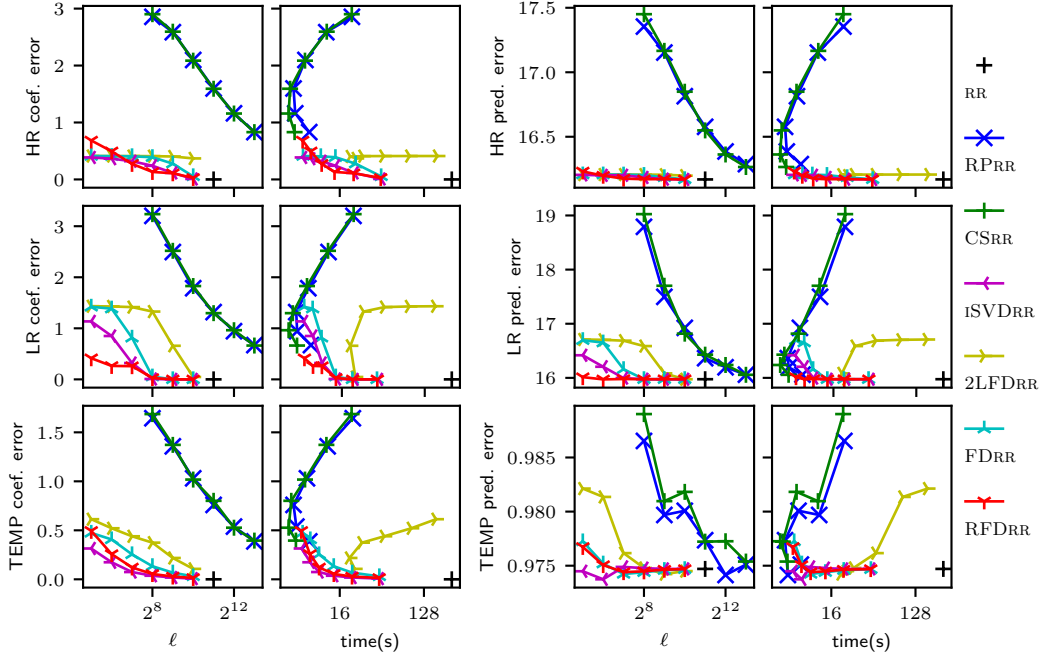 HR coef. error
3
2
1
0
HR pred. error
17.5
17.0
16.5
LR coef. error
3
2
1
0
LR pred. error
19
18
17
16
TEMP coef. error
1.5
1.0
0.5
0.0
TEMP pred. error
0.985
0.980
0.975
2^8 2^12
16 128
2^8 2^12
16 128
ℓ
time(s)
ℓ
time(s)
RR
RPRR
CSRR
ISVDRR
2LFDRR
FDRR
RFDRR